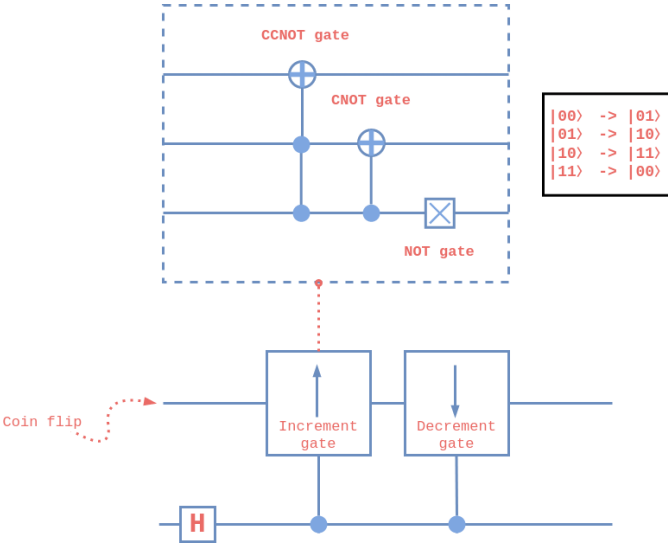 CCNOT gate
CNOT gate
|00⟩ -> |01⟩
|01⟩ -> |10⟩
|10⟩ -> |11⟩
|11⟩ -> |00⟩
NOT gate
Coin flip
Increment
gate
Decrement
gate
H